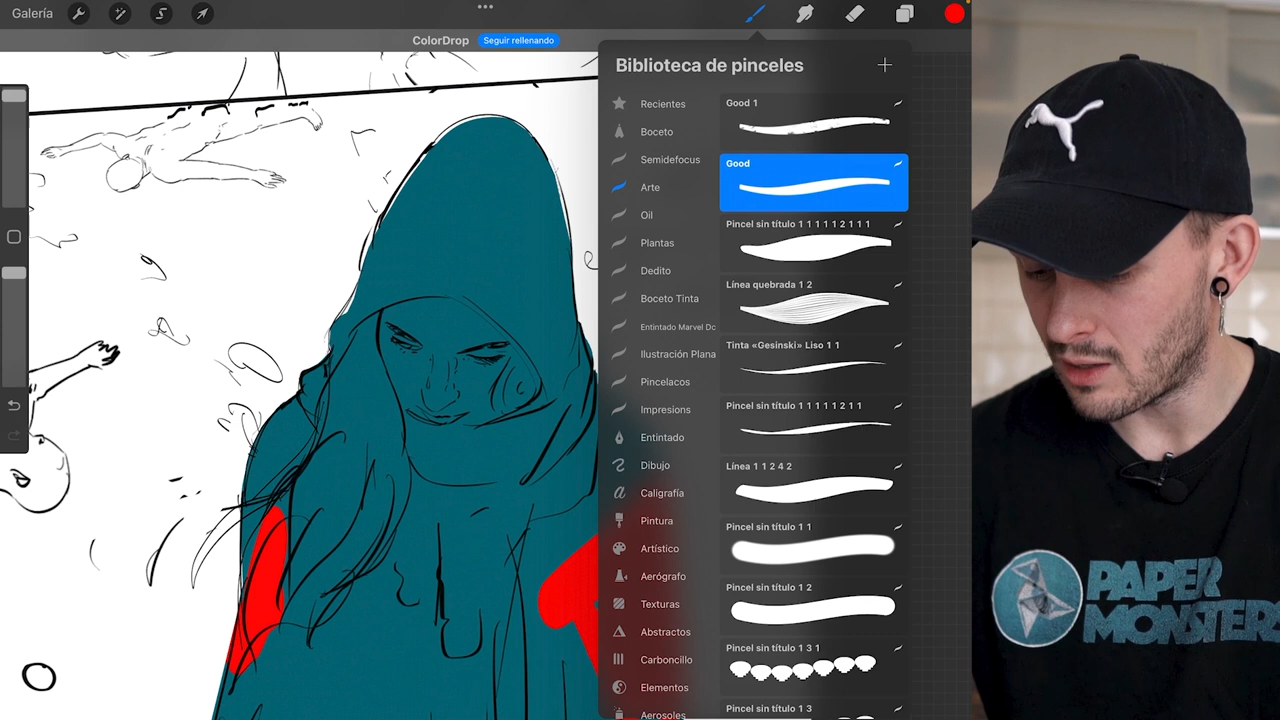 Galería
ColorDrop
Seguir rellenando
Biblioteca de pinceles
Recientes
Boceto
Semidefocus
Arte
Oil
Plantas
Dedito
Boceto Tinta
Entintado Marvel Dc
Ilustración Plana
Pincelacos
Impresions
Entintado
Dibujo
Caligrafía
Pintura
Artístico
Aerógrafo
Texturas
Abstractos
Carboncillo
Elementos
Aerosoles
Good 1
Good
Pincel sin título 1 1 1 1 1 2 1 1 1
Línea quebrada 1 2
Tinta «Gesinski» Liso 1 1
Pincel sin título 1 1 1 1 1 2 1 1
Línea 1 1 2 4 2
Pincel sin título 1 1
Pincel sin título 1 2
Pincel sin título 1 3 1
Pincel sin título 1 3
PAPER
MONSTERZ